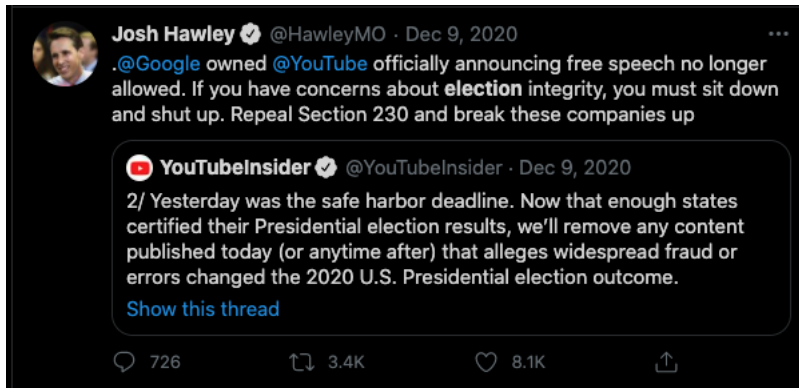 Josh Hawley @HawleyMO · Dec 9, 2020
.@Google owned @YouTube officially announcing free speech no longer
allowed. If you have concerns about election integrity, you must sit down
and shut up. Repeal Section 230 and break these companies up
YouTubeInsider @YouTubeInsider · Dec 9, 2020
2/ Yesterday was the safe harbor deadline. Now that enough states
certified their Presidential election results, we’ll remove any content
published today (or anytime after) that alleges widespread fraud or
errors changed the 2020 U.S. Presidential election outcome.
Show this thread
726 3.4K 8.1K